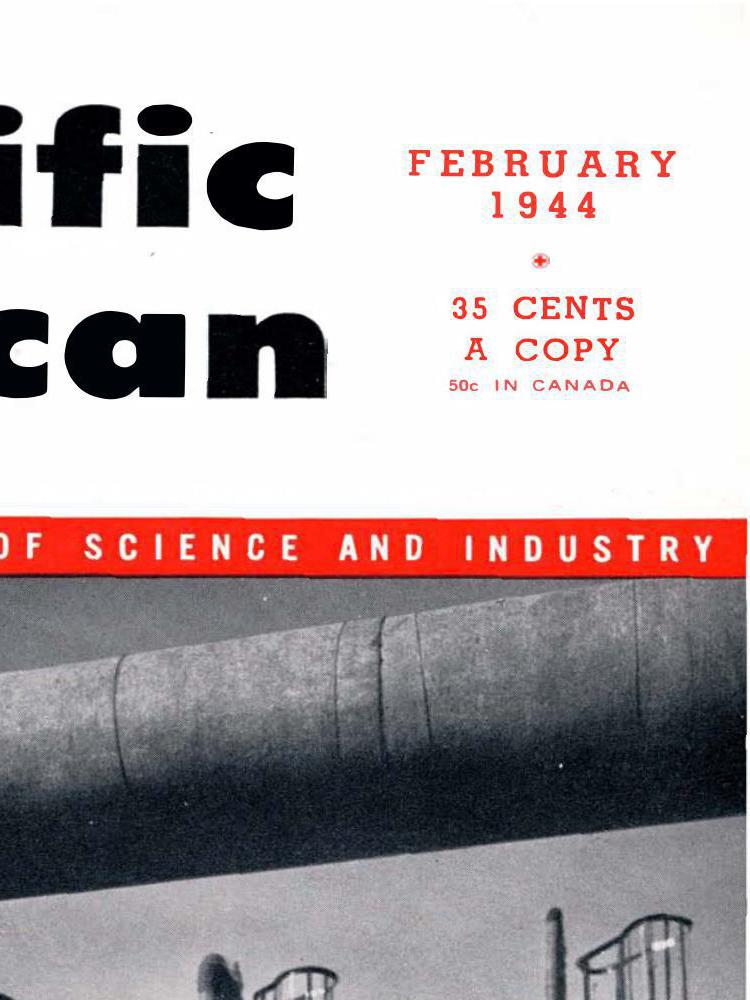 ific
can
FEBRUARY
1944
35 CENTS
A COPY
50c IN CANADA
OF SCIENCE AND INDUSTRY